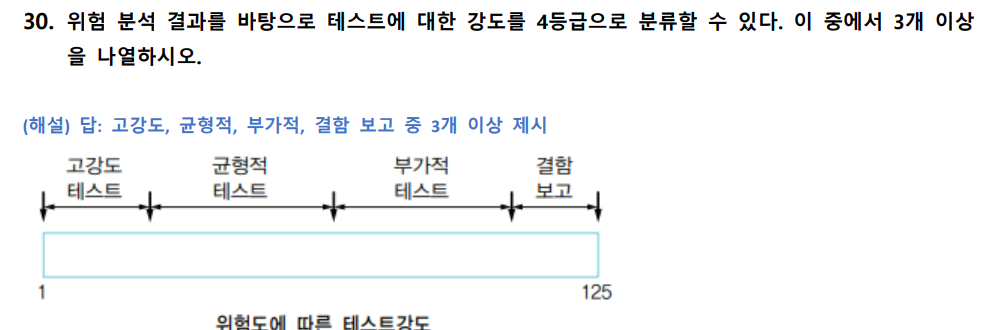 30. 위험 분석 결과를 바탕으로 테스트에 대한 강도를 4등급으로 분류할 수 있다. 이 중에서 3개 이상
을 나열하시오.
(해설) 답: 고강도, 균형적, 부가적, 결함 보고 중 3개 이상 제시
고강도 균형적 부가적 결함
테스트 테스트 테스트 보고
1 125
위험도에 따른 테스트강도